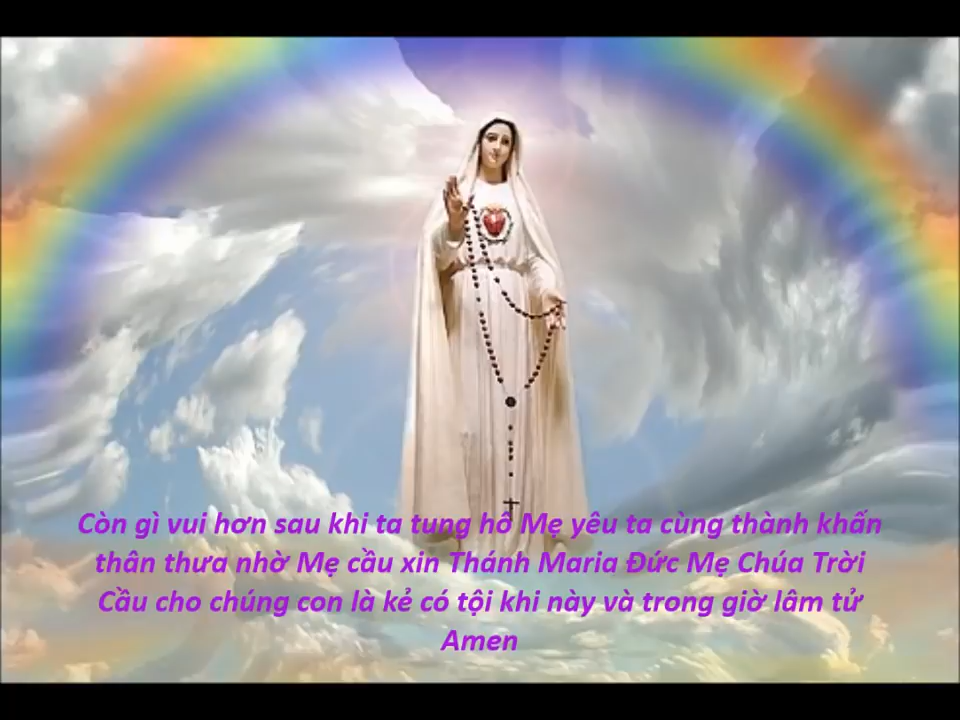 Còn gì vui hơn sau khi ta tung hô Mẹ yêu ta cùng thành khấn
thân thưa nhờ Mẹ cầu xin Thánh Maria Đức Mẹ Chúa Trời
Cầu cho chúng con là kẻ có tội khi này và trong giờ lâm tử
Amen